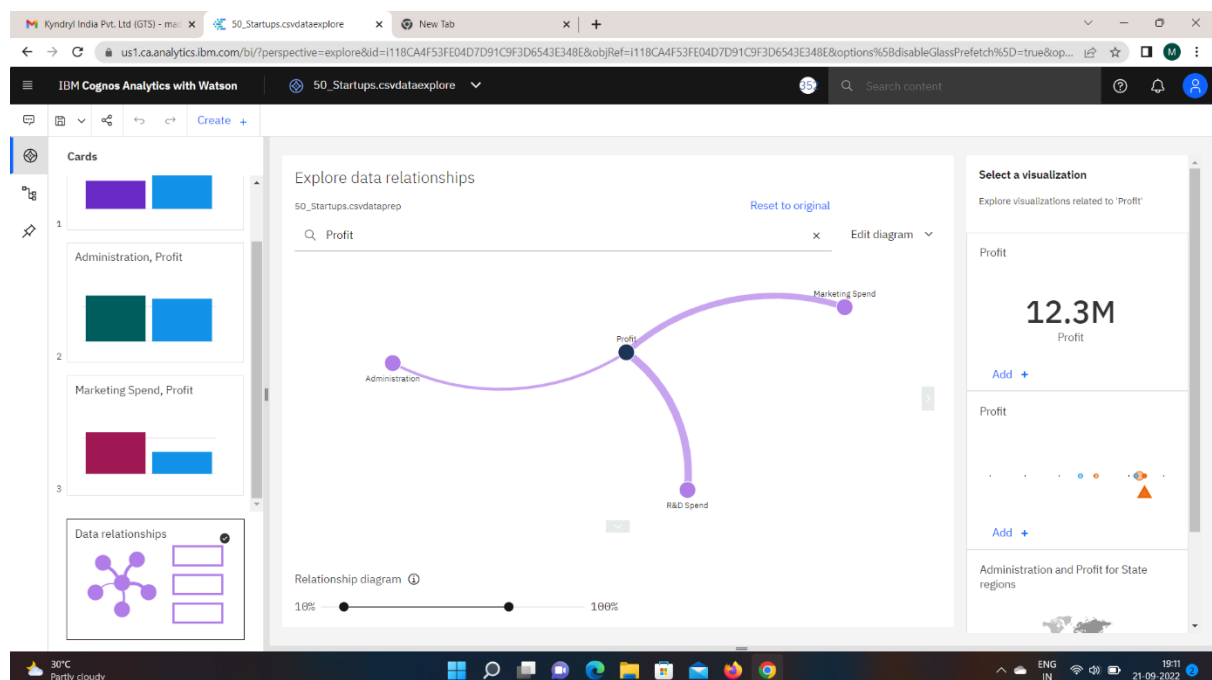 Kyndryl India Pvt. Ltd (GTS) - mac
50_Startups.csvdataexplore
New Tab
us1.ca.analytics.ibm.com/bi/?perspective=explore&id=i118CA4F53FE04D7D91C9F3D6543E348E&objRef=i118CA4F53FE04D7D91C9F3D6543E348E&options%5BdisableGlassPrefetch%5D=true&op...
M
IBM Cognos Analytics with Watson
50_Startups.csvdataexplore
Search content
Create +
Cards
1
Administration, Profit
2
Marketing Spend, Profit
3
Data relationships
Explore data relationships
50_Startups.csvdataprep
Reset to original
Profit
Edit diagram
Marketing Spend
Profit
Administration
R&D Spend
Relationship diagram
10%
100%
Select a visualization
Explore visualizations related to 'Profit'
Profit
12.3M
Profit
Add +
Profit
Add +
Administration and Profit for State
regions
30°C
Partly cloudy
ENG
IN
19:11
21-09-2022
2